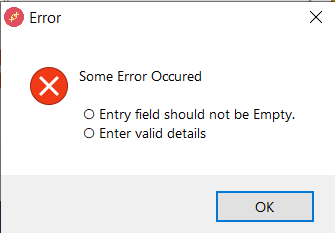 Error
Some Error Occured
○ Entry field should not be Empty.
○ Enter valid details
OK